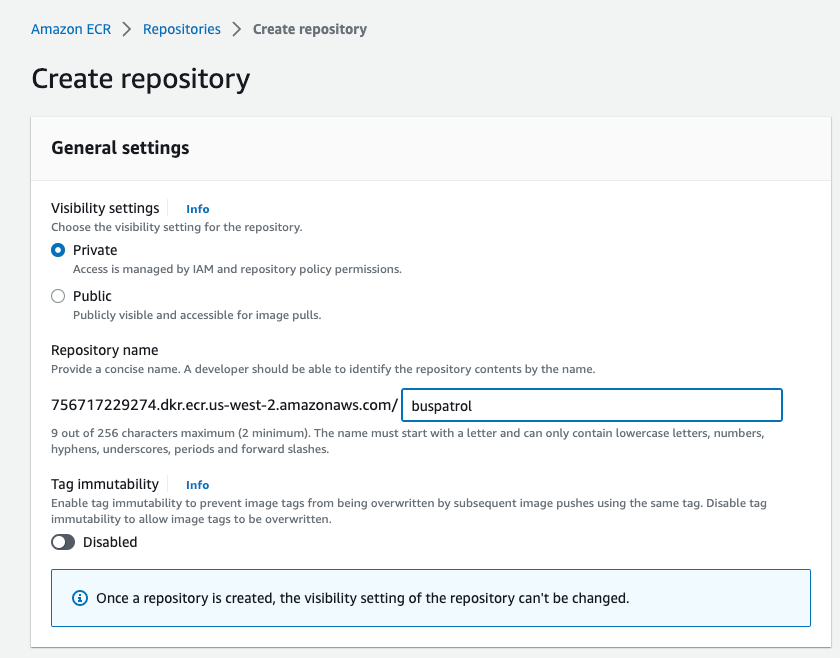 Amazon ECR > Repositories > Create repository
Create repository
General settings
Visibility settings Info
Choose the visibility setting for the repository.
Private
Access is managed by IAM and repository policy permissions.
Public
Publicly visible and accessible for image pulls.
Repository name
Provide a concise name. A developer should be able to identify the repository contents by the name.
756717229274.dkr.ecr.us-west-2.amazonaws.com/ buspatrol
9 out of 256 characters maximum (2 minimum). The name must start with a letter and can only contain lowercase letters, numbers,
hyphens, underscores, periods and forward slashes.
Tag immutability Info
Enable tag immutability to prevent image tags from being overwritten by subsequent image pushes using the same tag. Disable tag
immutability to allow image tags to be overwritten.
Disabled
Once a repository is created, the visibility setting of the repository can't be changed.